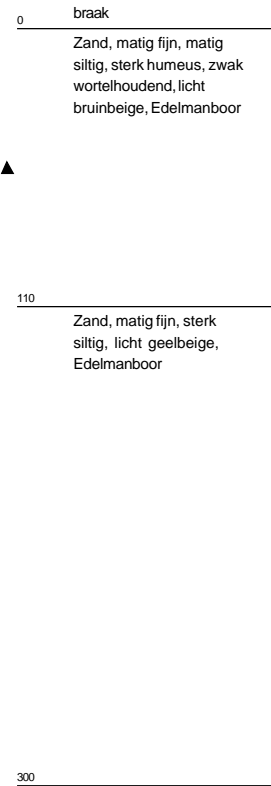 0 braak
Zand, matig fijn, matig
siltig, sterk humeus, zwak
wortelhoudend, licht
bruinbeige, Edelmanboor
110
Zand, matig fijn, sterk
siltig, licht geelbeige,
Edelmanboor
300